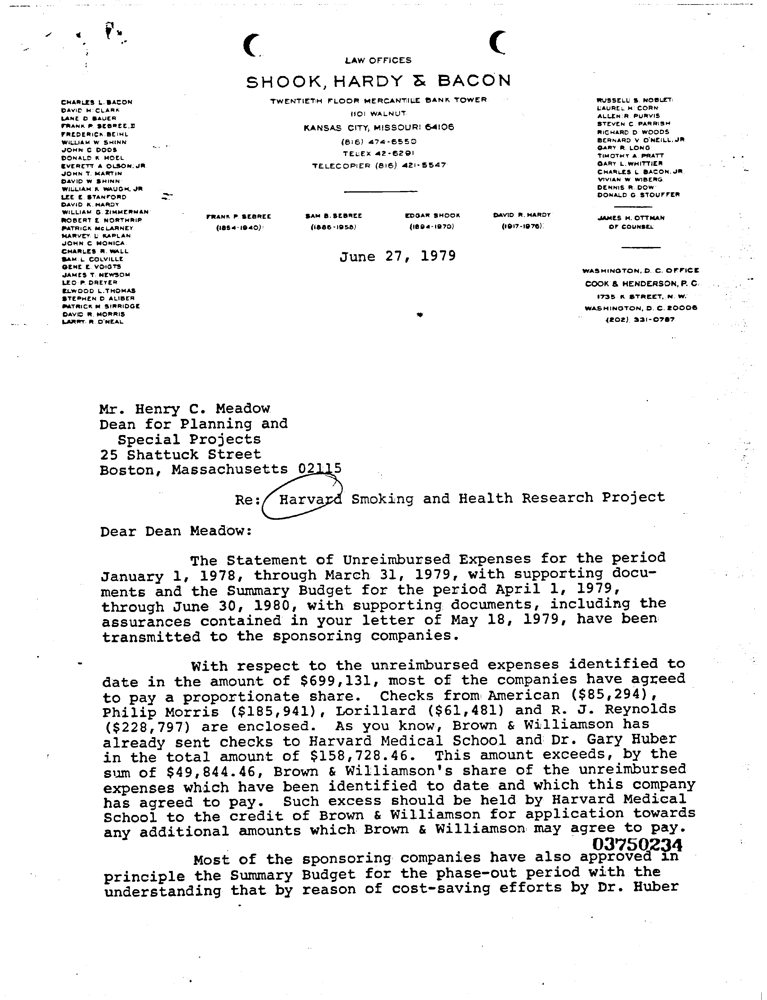 LAW OFFICES
SHOOK, HARDY & BACON
TWENTIETH FLOOR MERCANTILE BANK TOWER
1101 WALNUT
KANSAS CITY, MISSOURI 64106
(816) 474-6550
TELEX 42-6291
TELECOPIER (816) 421-5547
CHARLES L. BACON
DAVID H. CLARK
LANE D. BAUER
FRANK P. SEBREE, II
FREDERICK BEIHL
WILLIAM W. SHINN
JOHN C. DODS
DONALD K. HOEL
EVERETT A. OLSON, JR
JOHN T. MARTIN
DAVID W. SHINN
WILLIAM K. WAUGH, JR
LEE E. STANFORD
DAVID K. HARDY
WILLIAM G. ZIMMERMAN
ROBERT E. NORTHRIP
PATRICK McLARNEY
HARVEY L. KAPLAN
JOHN C. MONICA
CHARLES R. WALL
SAM L. COLVILLE
GENE E. VOIGTS
JAMES T. NEWSOM
LEO P. DREYER
ELWOOD L. THOMAS
STEPHEN D. ALIBER
PATRICK M. SIRRIDGE
DAVID R. MORRIS
LARRY R. O'NEAL
RUSSELL S. NOBLET
LAUREL H. CORN
ALLEN R. PURVIS
STEVEN C. PARRISH
RICHARD D. WOODS
BERNARD V. O'NEILL, JR
GARY R. LONG
TIMOTHY A. PRATT
GARY L. WHITTIER
CHARLES L. BACON, JR
VIVIAN W. WIBERG
DENNIS R. DOW
DONALD G. STOUFFER
JAMES H. OTTMAN
OF COUNSEL
WASHINGTON, D. C. OFFICE
COOK & HENDERSON, P. C.
1735 K STREET, N. W.
WASHINGTON, D. C. 20006
(202) 331-0787
FRANK P. SEBREE SAM B. SEBREE EDGAR SHOOK DAVID R. HARDY
(1854-1940) (1886-1958) (1894-1970) (1917-1976)
June 27, 1979
Mr. Henry C. Meadow
Dean for Planning and
Special Projects
25 Shattuck Street
Boston, Massachusetts 02115
Re: Harvard Smoking and Health Research Project
Dear Dean Meadow:
The Statement of Unreimbursed Expenses for the period
January 1, 1978, through March 31, 1979, with supporting docu-
ments and the Summary Budget for the period April 1, 1979,
through June 30, 1980, with supporting documents, including the
assurances contained in your letter of May 18, 1979, have been
transmitted to the sponsoring companies.
With respect to the unreimbursed expenses identified to
date in the amount of $699,131, most of the companies have agreed
to pay a proportionate share. Checks from American ($85,294),
Philip Morris ($185,941), Lorillard ($61,481) and R. J. Reynolds
($228,797) are enclosed. As you know, Brown & Williamson has
already sent checks to Harvard Medical School and Dr. Gary Huber
in the total amount of $158,728.46. This amount exceeds, by the
sum of $49,844.46, Brown & Williamson's share of the unreimbursed
expenses which have been identified to date and which this company
has agreed to pay. Such excess should be held by Harvard Medical
School to the credit of Brown & Williamson for application towards
any additional amounts which Brown & Williamson may agree to pay.
03750234
Most of the sponsoring companies have also approved in
principle the Summary Budget for the phase-out period with the
understanding that by reason of cost-saving efforts by Dr. Huber